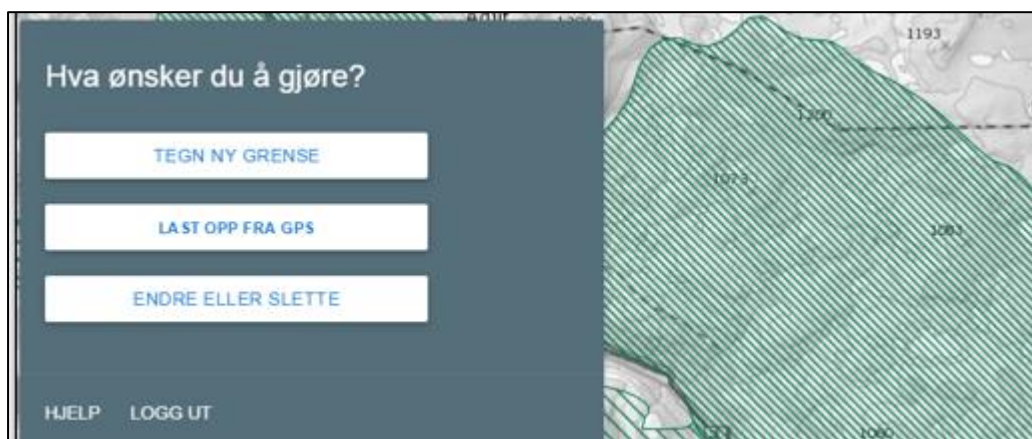 1193
Hva ønsker du å gjøre?
1200
TEGN NY GRENSE
1073
LAST OPP FRA GPS
1083
ENDRE ELLER SLETTE
HJELP LOGG UT
1060